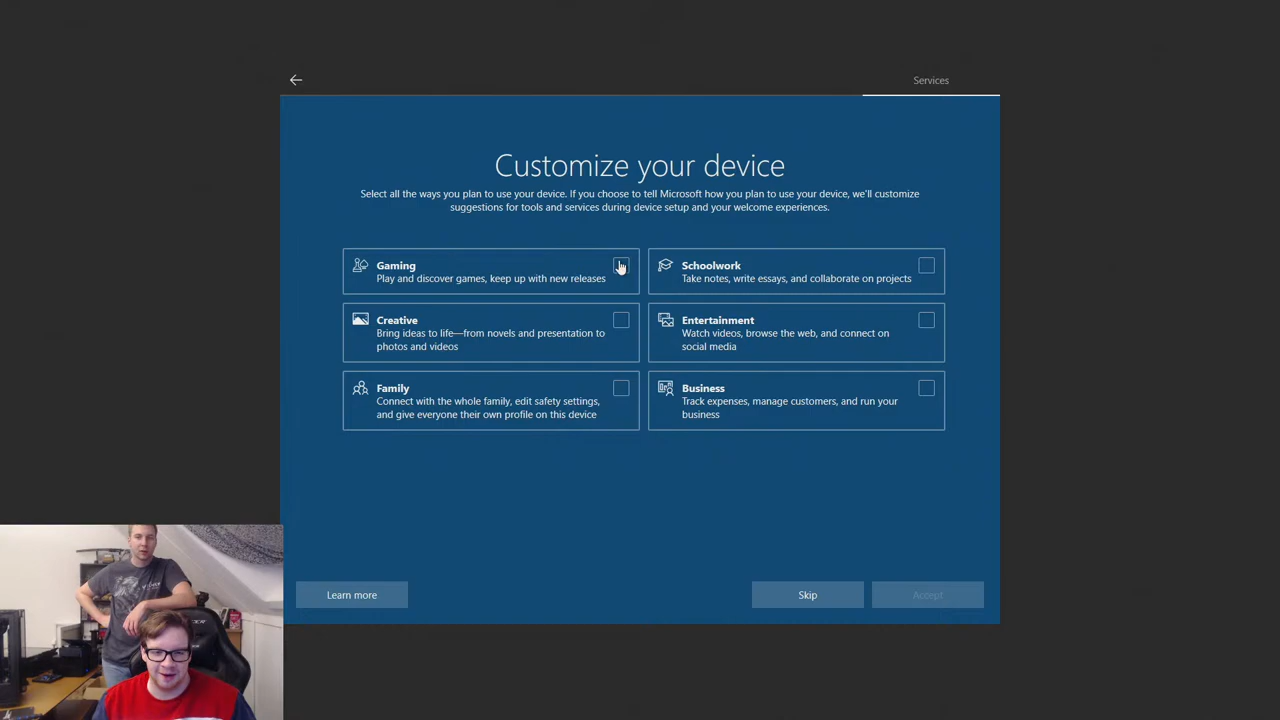 Services
Customize your device
Select all the ways you plan to use your device. If you choose to tell Microsoft how you plan to use your device, we'll customize
suggestions for tools and services during device setup and your welcome experiences.
Gaming
Play and discover games, keep up with new releases
Schoolwork
Take notes, write essays, and collaborate on projects
Creative
Bring ideas to life—from novels and presentation to
photos and videos
Entertainment
Watch videos, browse the web, and connect on
social media
Family
Connect with the whole family, edit safety settings,
and give everyone their own profile on this device
Business
Track expenses, manage customers, and run your
business
Learn more
Skip
Accept